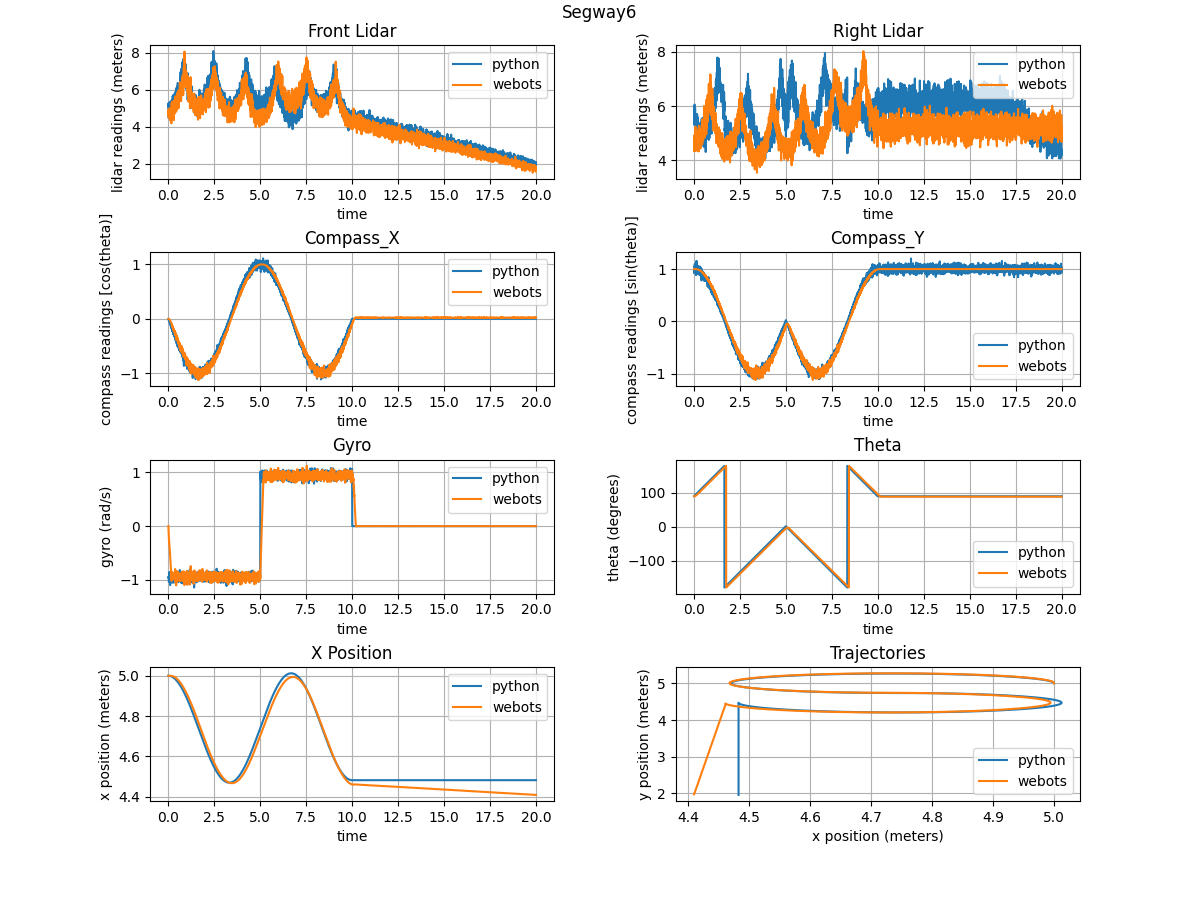 Segway6
Front Lidar
lidar readings (meters)
8
6
4
2
python
webots
0.0 2.5 5.0 7.5 10.0 12.5 15.0 17.5 20.0
time
Right Lidar
lidar readings (meters)
8
6
4
python
webots
0.0 2.5 5.0 7.5 10.0 12.5 15.0 17.5 20.0
time
Compass_X
compass readings [cos(theta)]
1
0
−1
python
webots
0.0 2.5 5.0 7.5 10.0 12.5 15.0 17.5 20.0
time
Compass_Y
compass readings [sin(theta)]
1
0
−1
python
webots
0.0 2.5 5.0 7.5 10.0 12.5 15.0 17.5 20.0
time
Gyro
gyro (rad/s)
1
0
−1
python
webots
0.0 2.5 5.0 7.5 10.0 12.5 15.0 17.5 20.0
time
Theta
theta (degrees)
100
0
−100
python
webots
0.0 2.5 5.0 7.5 10.0 12.5 15.0 17.5 20.0
time
X Position
x position (meters)
5.0
4.8
4.6
4.4
python
webots
0.0 2.5 5.0 7.5 10.0 12.5 15.0 17.5 20.0
time
Trajectories
y position (meters)
5
4
3
2
python
webots
4.4 4.5 4.6 4.7 4.8 4.9 5.0
x position (meters)